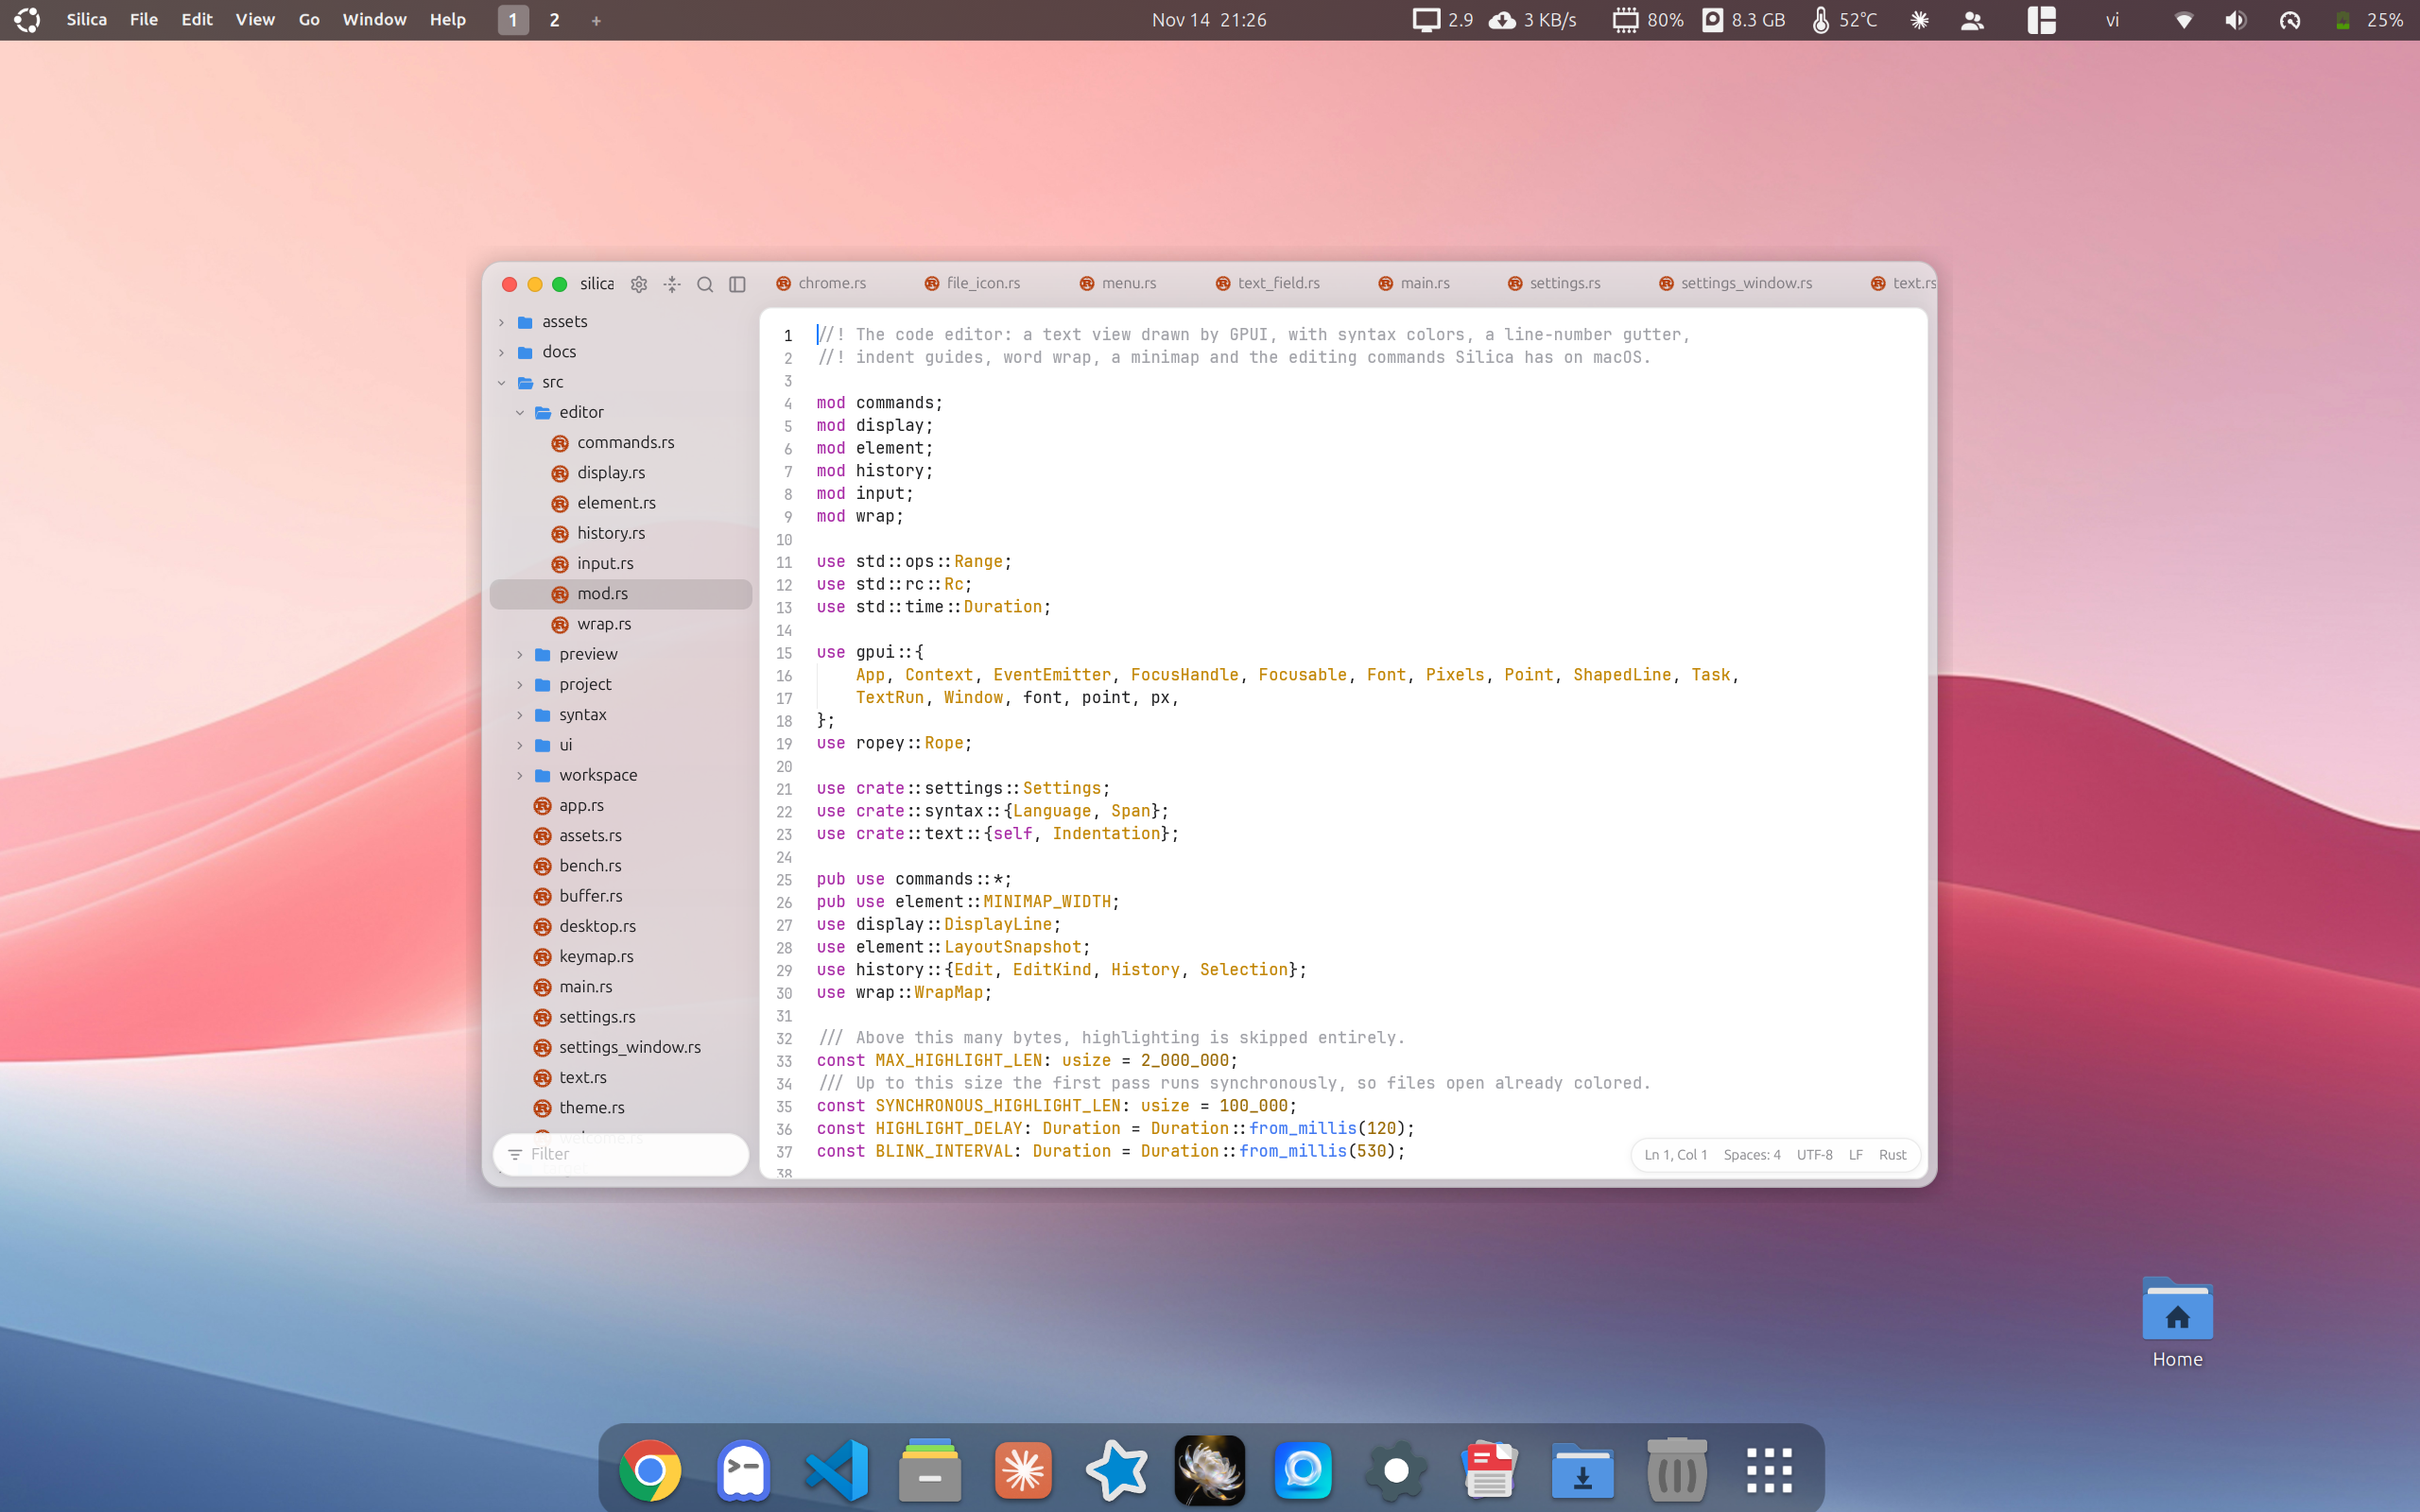 Silica File Edit View Go Window Help 1 2 +
Nov 14 21:26
2.9 3 KB/s 80% 8.3 GB 52°C vi 25%
silica
chrome.rs file_icon.rs menu.rs text_field.rs main.rs settings.rs settings_window.rs text.rs
assets
docs
src
editor
commands.rs
display.rs
element.rs
history.rs
input.rs
mod.rs
wrap.rs
preview
project
syntax
ui
workspace
app.rs
assets.rs
bench.rs
buffer.rs
desktop.rs
keymap.rs
main.rs
settings.rs
settings_window.rs
text.rs
theme.rs
welcome.rs
Filter
1 //! The code editor: a text view drawn by GPUI, with syntax colors, a line-number gutter,
2 //! indent guides, word wrap, a minimap and the editing commands Silica has on macOS.
3
4 mod commands;
5 mod display;
6 mod element;
7 mod history;
8 mod input;
9 mod wrap;
10
11 use std::ops::Range;
12 use std::rc::Rc;
13 use std::time::Duration;
14
15 use gpui::{
16     App, Context, EventEmitter, FocusHandle, Focusable, Font, Pixels, Point, ShapedLine, Task,
17     TextRun, Window, font, point, px,
18 };
19 use ropey::Rope;
20
21 use crate::settings::Settings;
22 use crate::syntax::{Language, Span};
23 use crate::text::{self, Indentation};
24
25 pub use commands::*;
26 pub use element::MINIMAP_WIDTH;
27 use display::DisplayLine;
28 use element::LayoutSnapshot;
29 use history::{Edit, EditKind, History, Selection};
30 use wrap::WrapMap;
31
32 /// Above this many bytes, highlighting is skipped entirely.
33 const MAX_HIGHLIGHT_LEN: usize = 2_000_000;
34 /// Up to this size the first pass runs synchronously, so files open already colored.
35 const SYNCHRONOUS_HIGHLIGHT_LEN: usize = 100_000;
36 const HIGHLIGHT_DELAY: Duration = Duration::from_millis(120);
37 const BLINK_INTERVAL: Duration = Duration::from_millis(530);
38
Ln 1, Col 1 Spaces: 4 UTF-8 LF Rust
Home